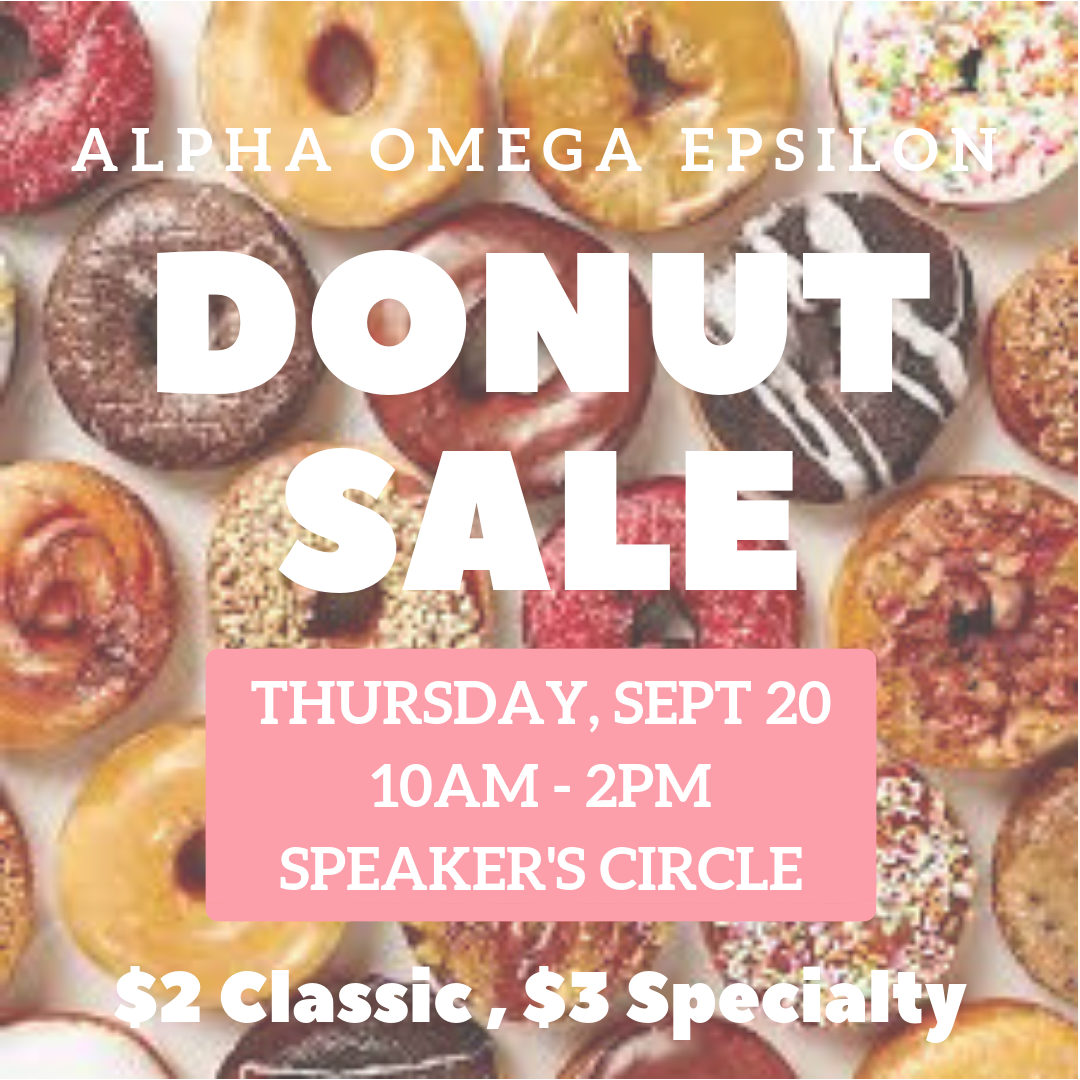 ALPHA OMEGA EPSILON
DONUT
SALE
THURSDAY, SEPT 20
10AM - 2PM
SPEAKER'S CIRCLE
$2 Classic , $3 Specialty